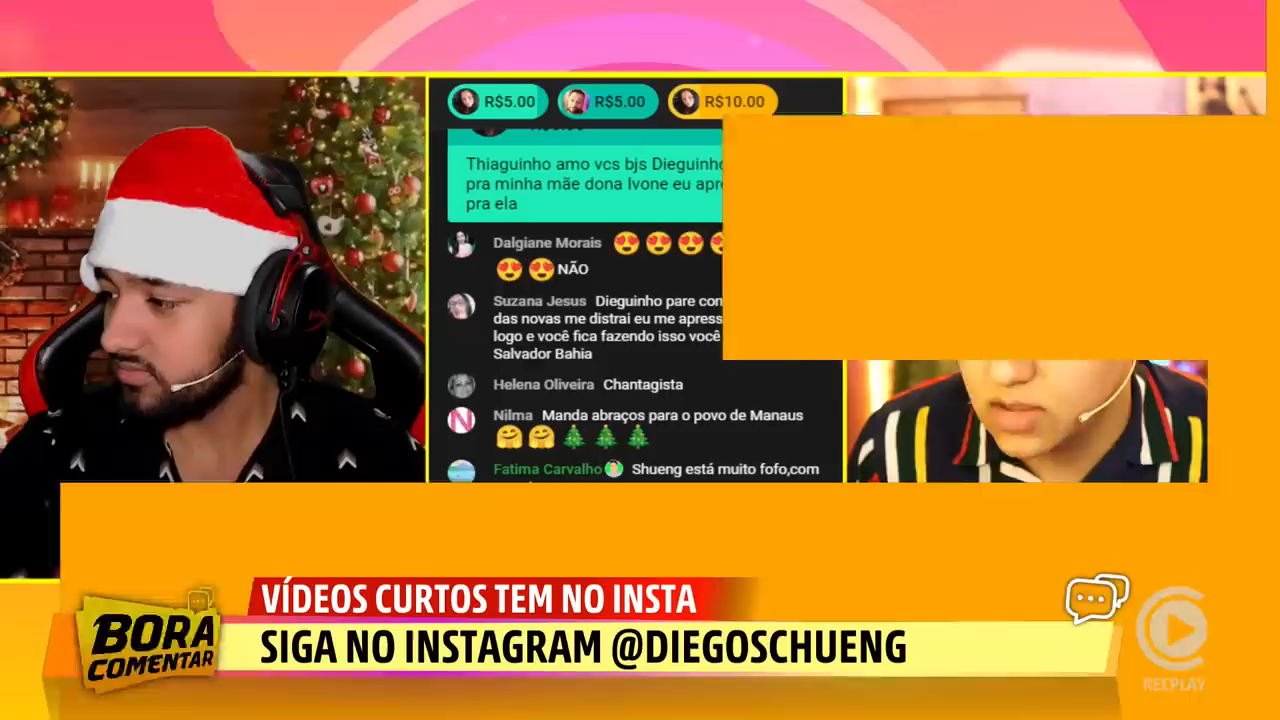 R$5.00 R$5.00 R$10.00
Thiaguinho amo vcs bjs Dieguinho
pra minha mãe dona Ivone eu apre
pra ela
Dalgiane Morais
NÃO
Suzana Jesus Dieguinho pare con
das novas me distrai eu me apress
logo e você fica fazendo isso você
Salvador Bahia
Helena Oliveira Chantagista
N
Nilma Manda abraços para o povo de Manaus
Fatima Carvalho Shueng está muito fofo,com
VÍDEOS CURTOS TEM NO INSTA
SIGA NO INSTAGRAM @DIEGOSCHUENG
BORA
COMENTAR
RECPLAY